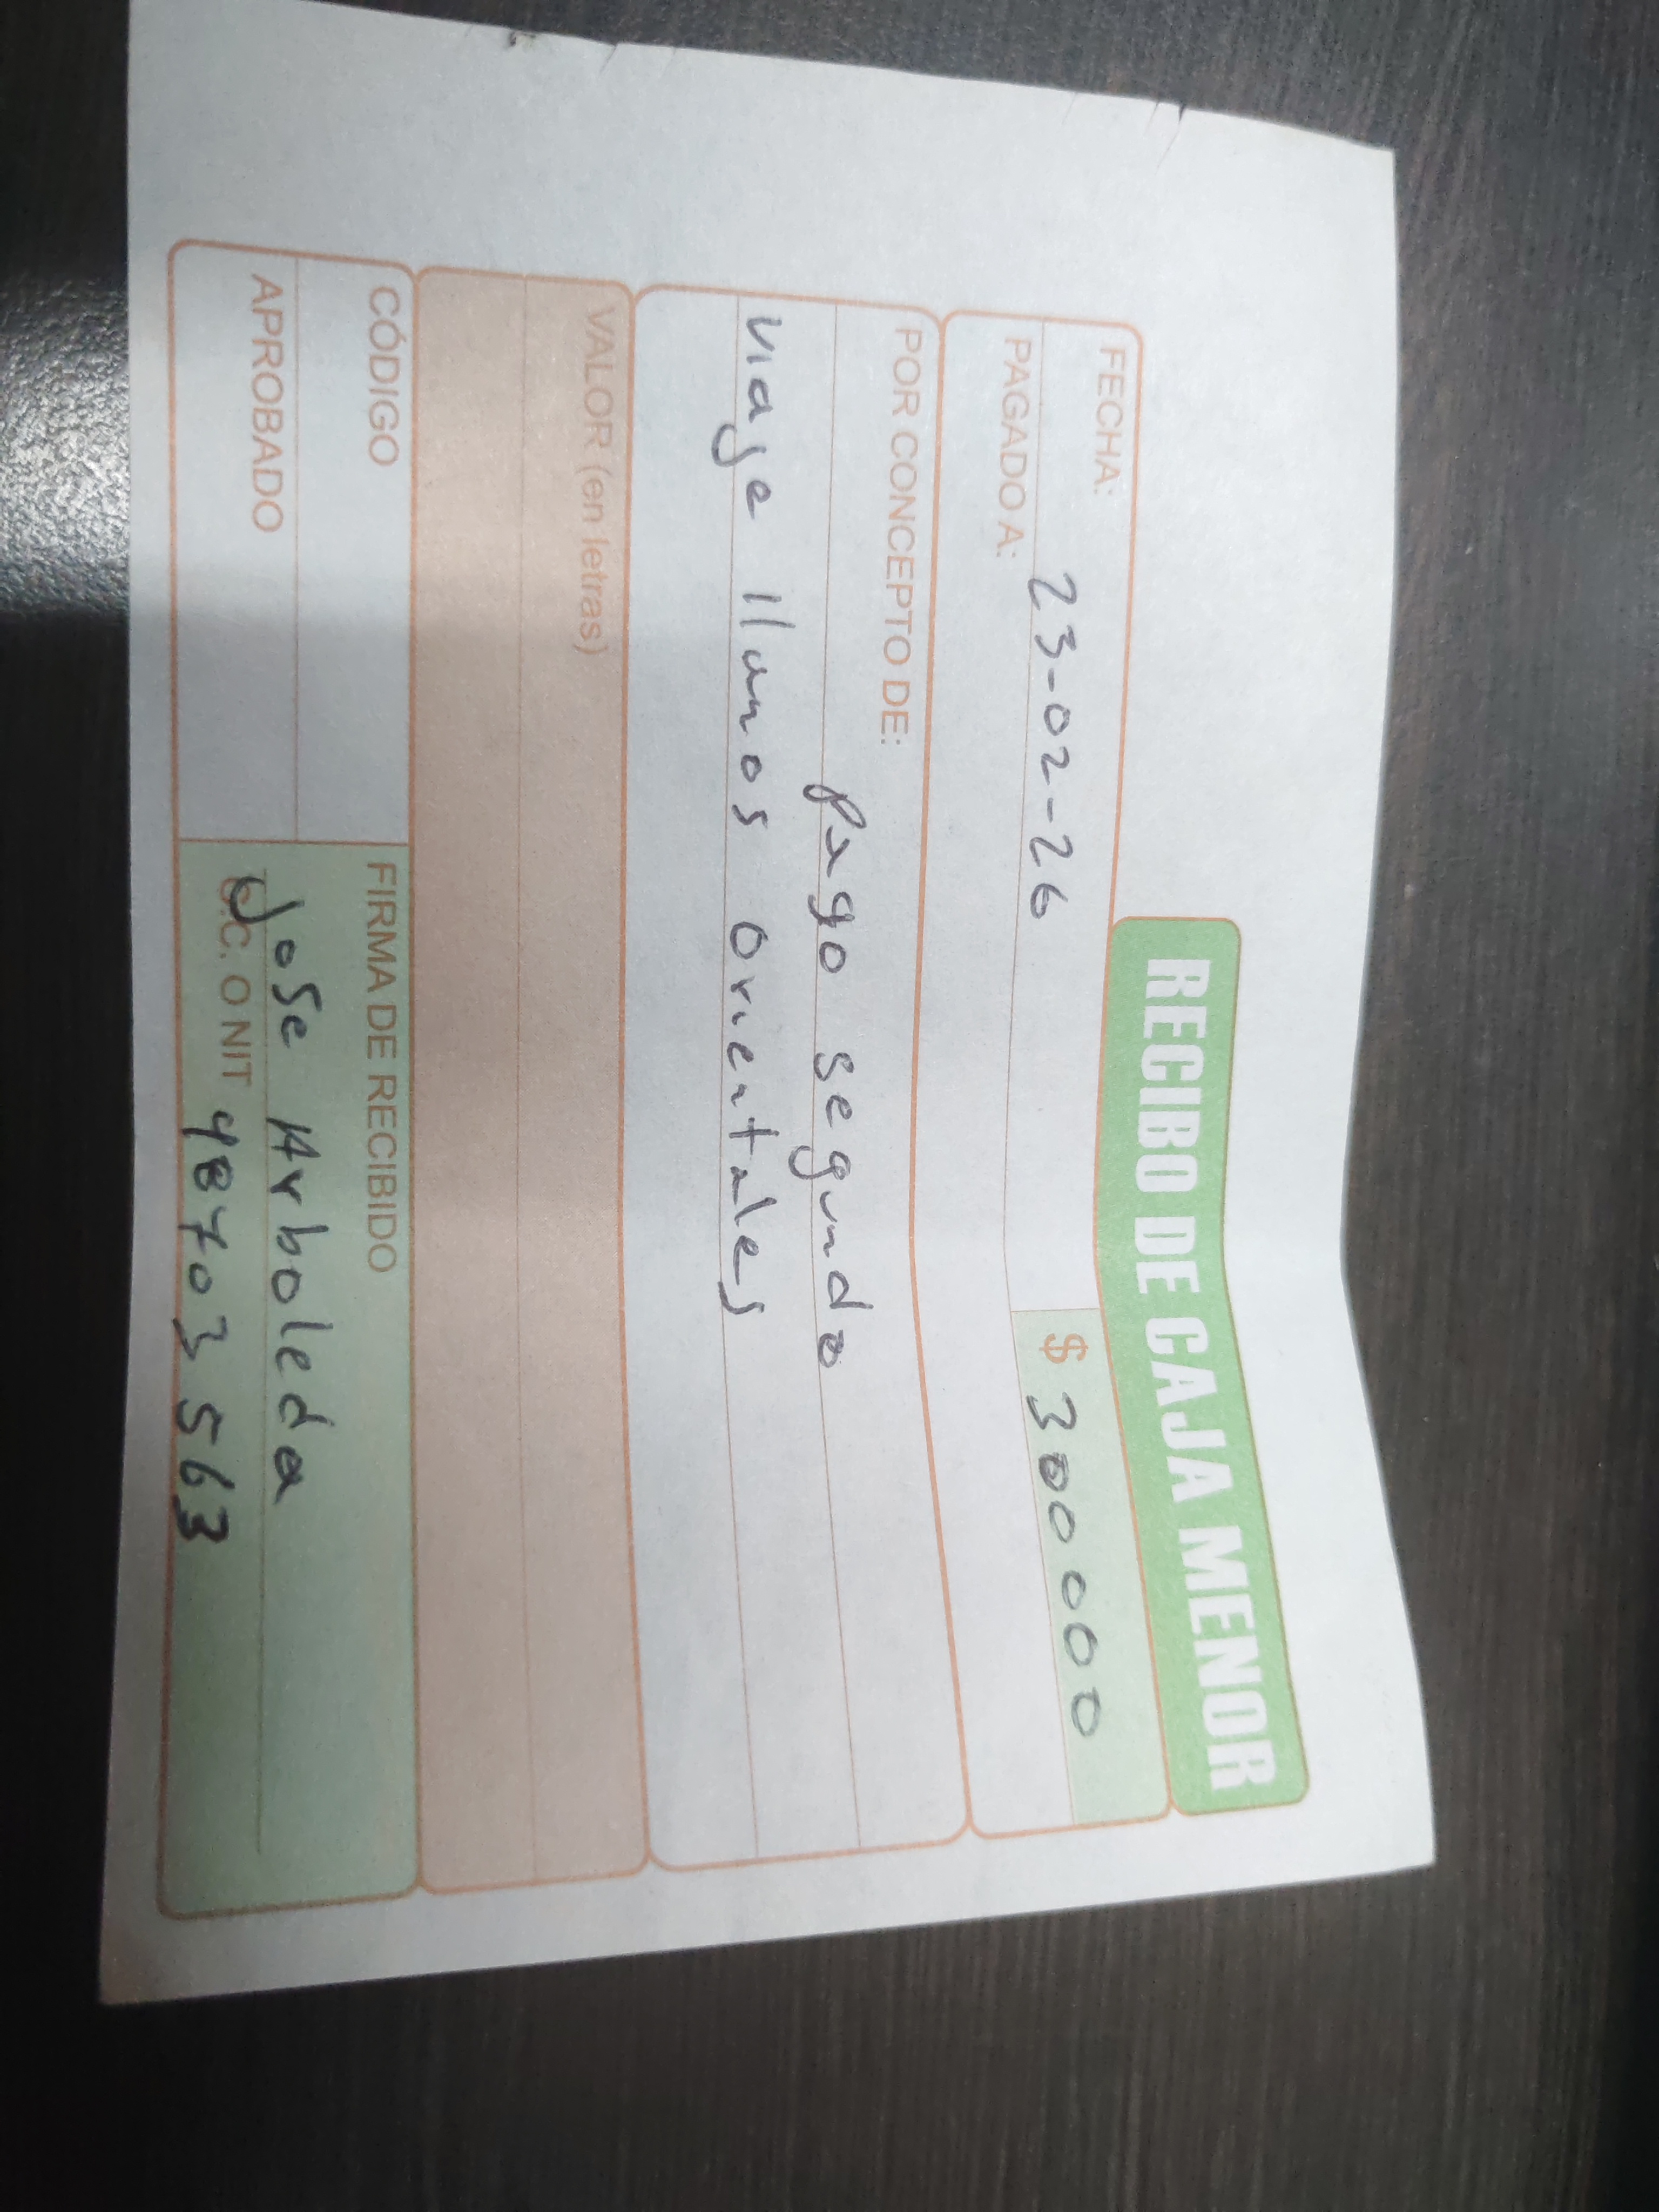 RECIBO DE CAJA MENOR
FECHA: 23-02-26 $ 300000
PAGADO A:
POR CONCEPTO DE:
Pago segundo
viaje llanos orientales
VALOR (en letras)
CÓDIGO
APROBADO
FIRMA DE RECIBIDO
Jose Arboleda
C.C. O NIT 98703563